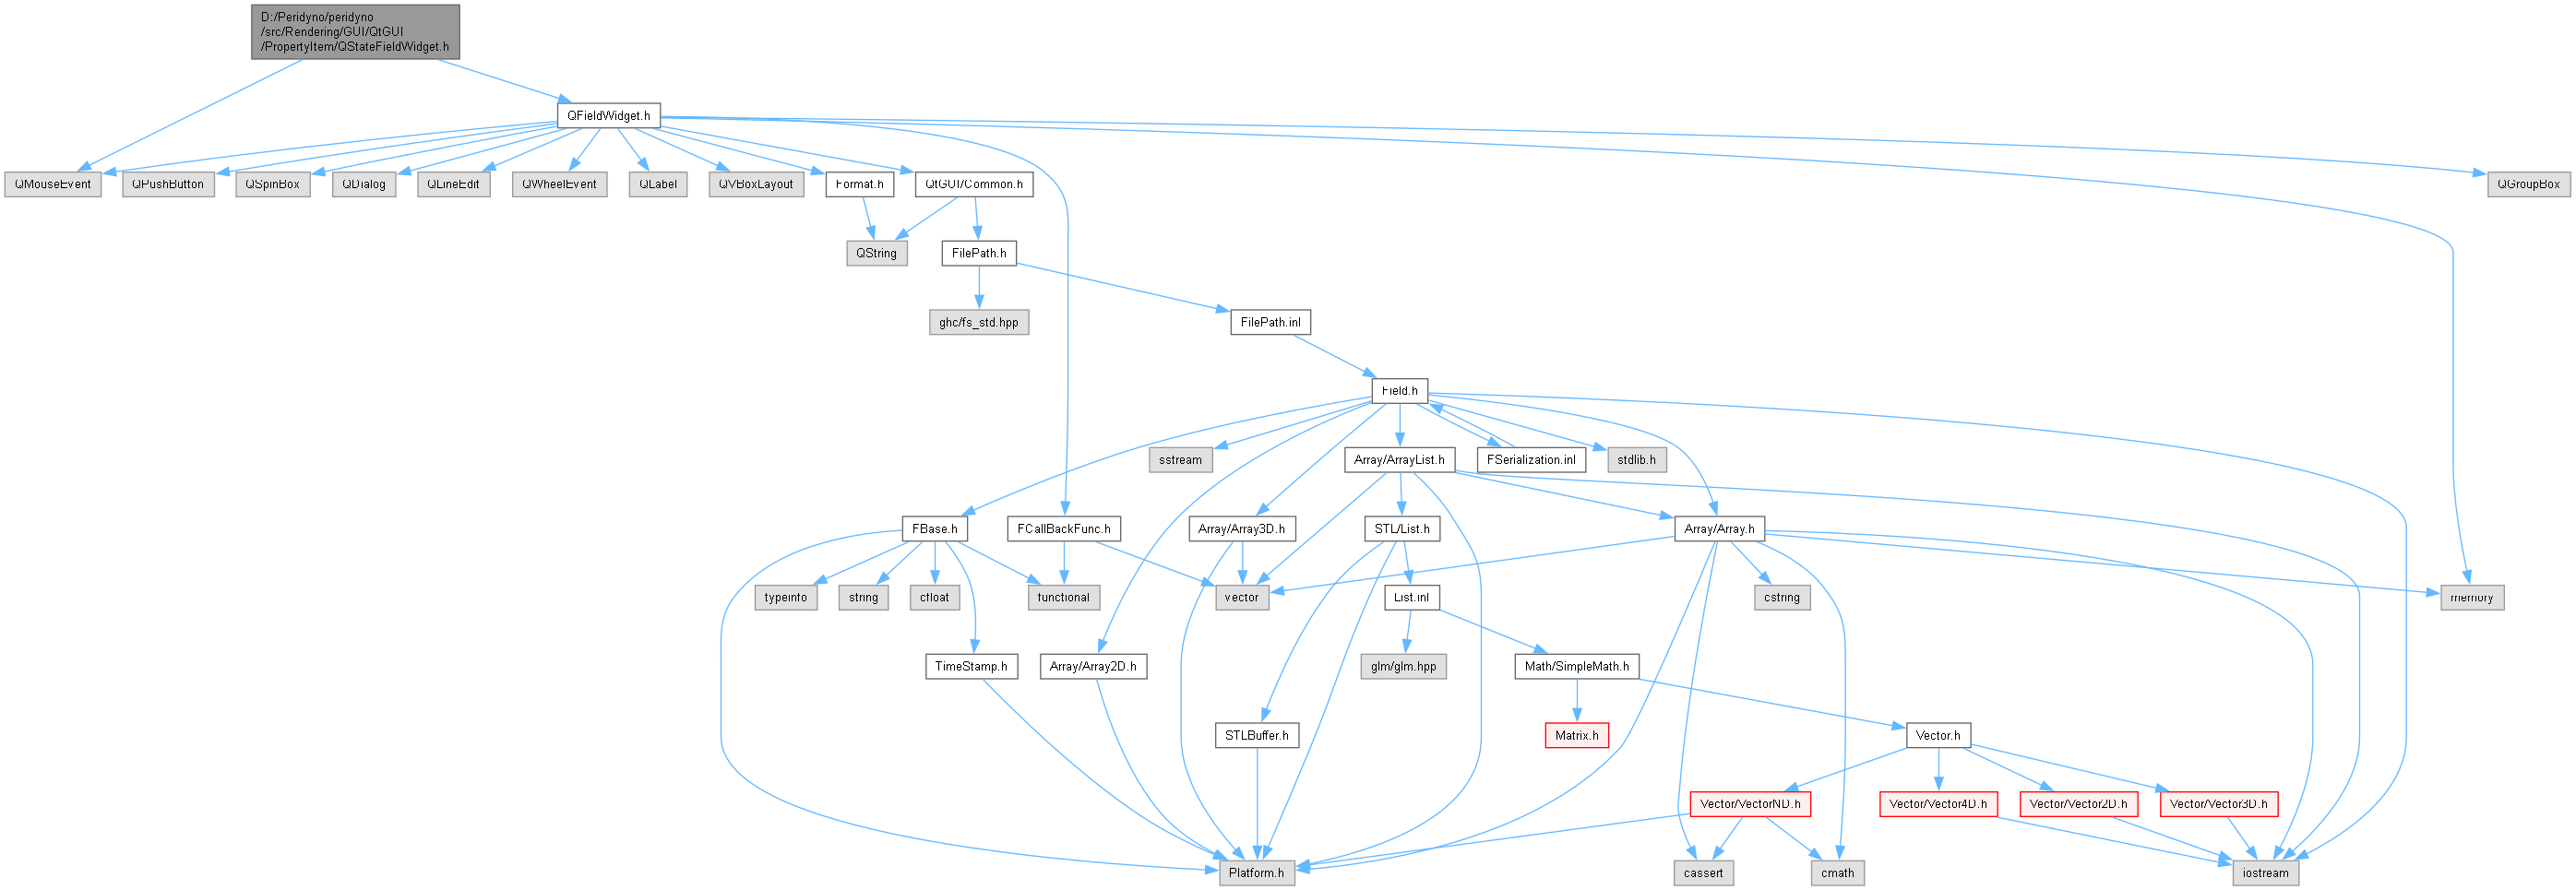 D:/Peridyno/peridyno
/src/Rendering/GUI/QtGUI
/PropertyItem/QStateFieldWidget.h
QFieldWidget.h
QMouseEvent
QPushButton
QSpinBox
QDialog
QLineEdit
QWheelEvent
QLabel
QVBoxLayout
Format.h
QtGUI/Common.h
QGroupBox
QString
FilePath.h
ghc/fs_std.hpp
FilePath.inl
Field.h
sstream
Array/ArrayList.h
FSerialization.inl
stdlib.h
FBase.h
FCallBackFunc.h
Array/Array3D.h
STL/List.h
Array/Array.h
typeinfo
string
cfloat
functional
vector
List.inl
cstring
memory
TimeStamp.h
Array/Array2D.h
glm/glm.hpp
Math/SimpleMath.h
STLBuffer.h
Matrix.h
Vector.h
Vector/VectorND.h
Vector/Vector4D.h
Vector/Vector2D.h
Vector/Vector3D.h
Platform.h
cassert
cmath
iostream